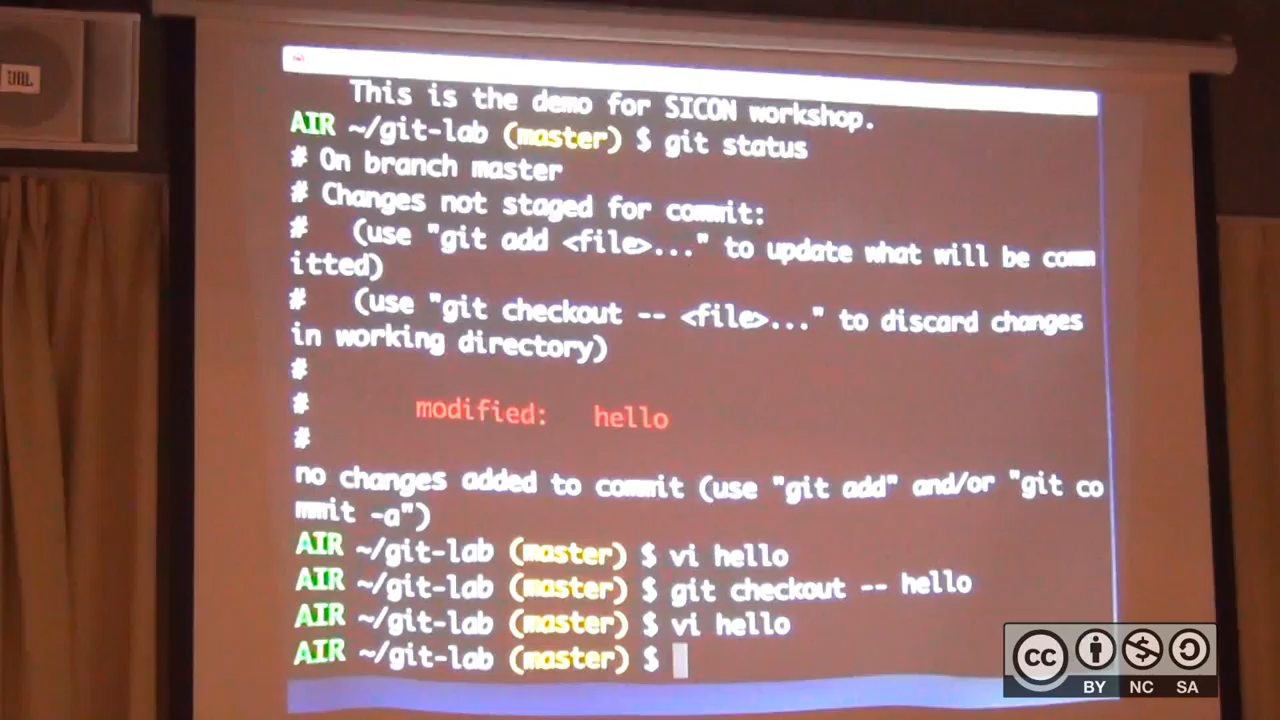 JBL
This is the demo for SICON workshop.
AIR ~/git-lab (master) $ git status
# On branch master
# Changes not staged for commit:
#   (use "git add <file>..." to update what will be comm
itted)
#   (use "git checkout -- <file>..." to discard changes
in working directory)
#
#       modified:   hello
#
no changes added to commit (use "git add" and/or "git co
mmit -a")
AIR ~/git-lab (master) $ vi hello
AIR ~/git-lab (master) $ git checkout -- hello
AIR ~/git-lab (master) $ vi hello
AIR ~/git-lab (master) $
cc
BY NC SA